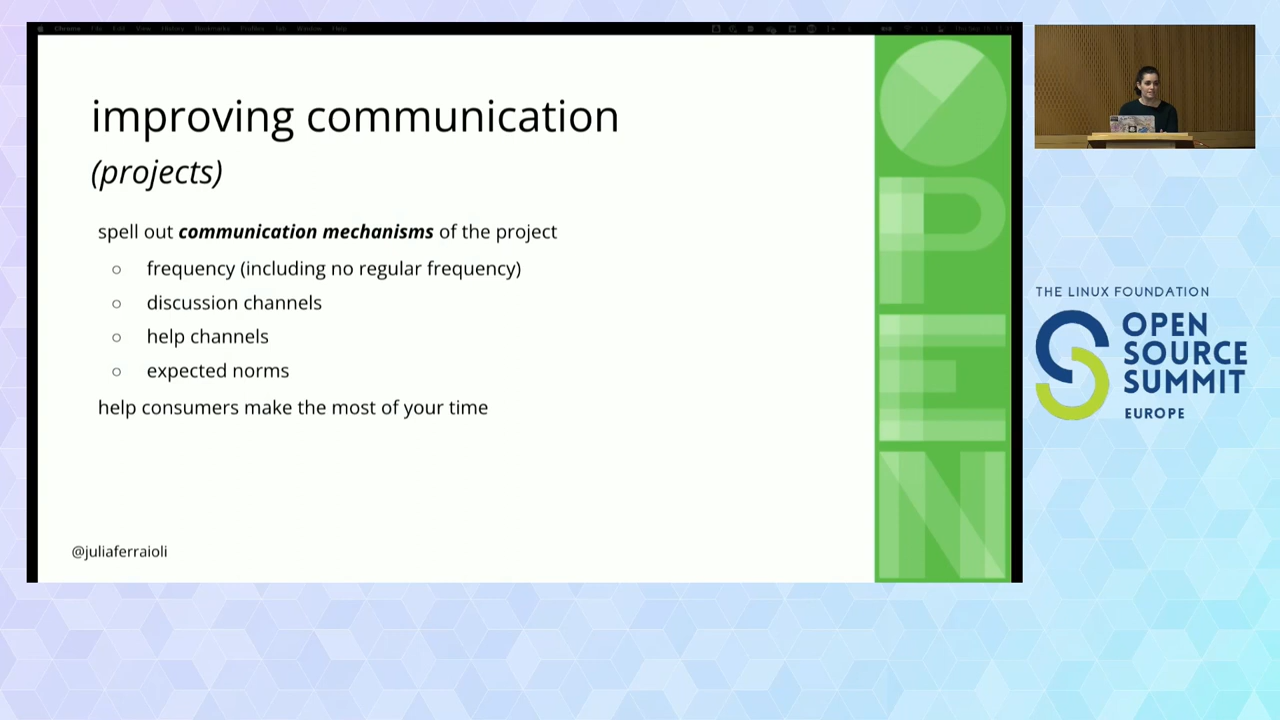 improving communication
(projects)
spell out communication mechanisms of the project
○ frequency (including no regular frequency)
○ discussion channels
○ help channels
○ expected norms
help consumers make the most of your time
@juliaferraioli
OPEN
THE LINUX FOUNDATION
OPEN
SOURCE
SUMMIT
EUROPE